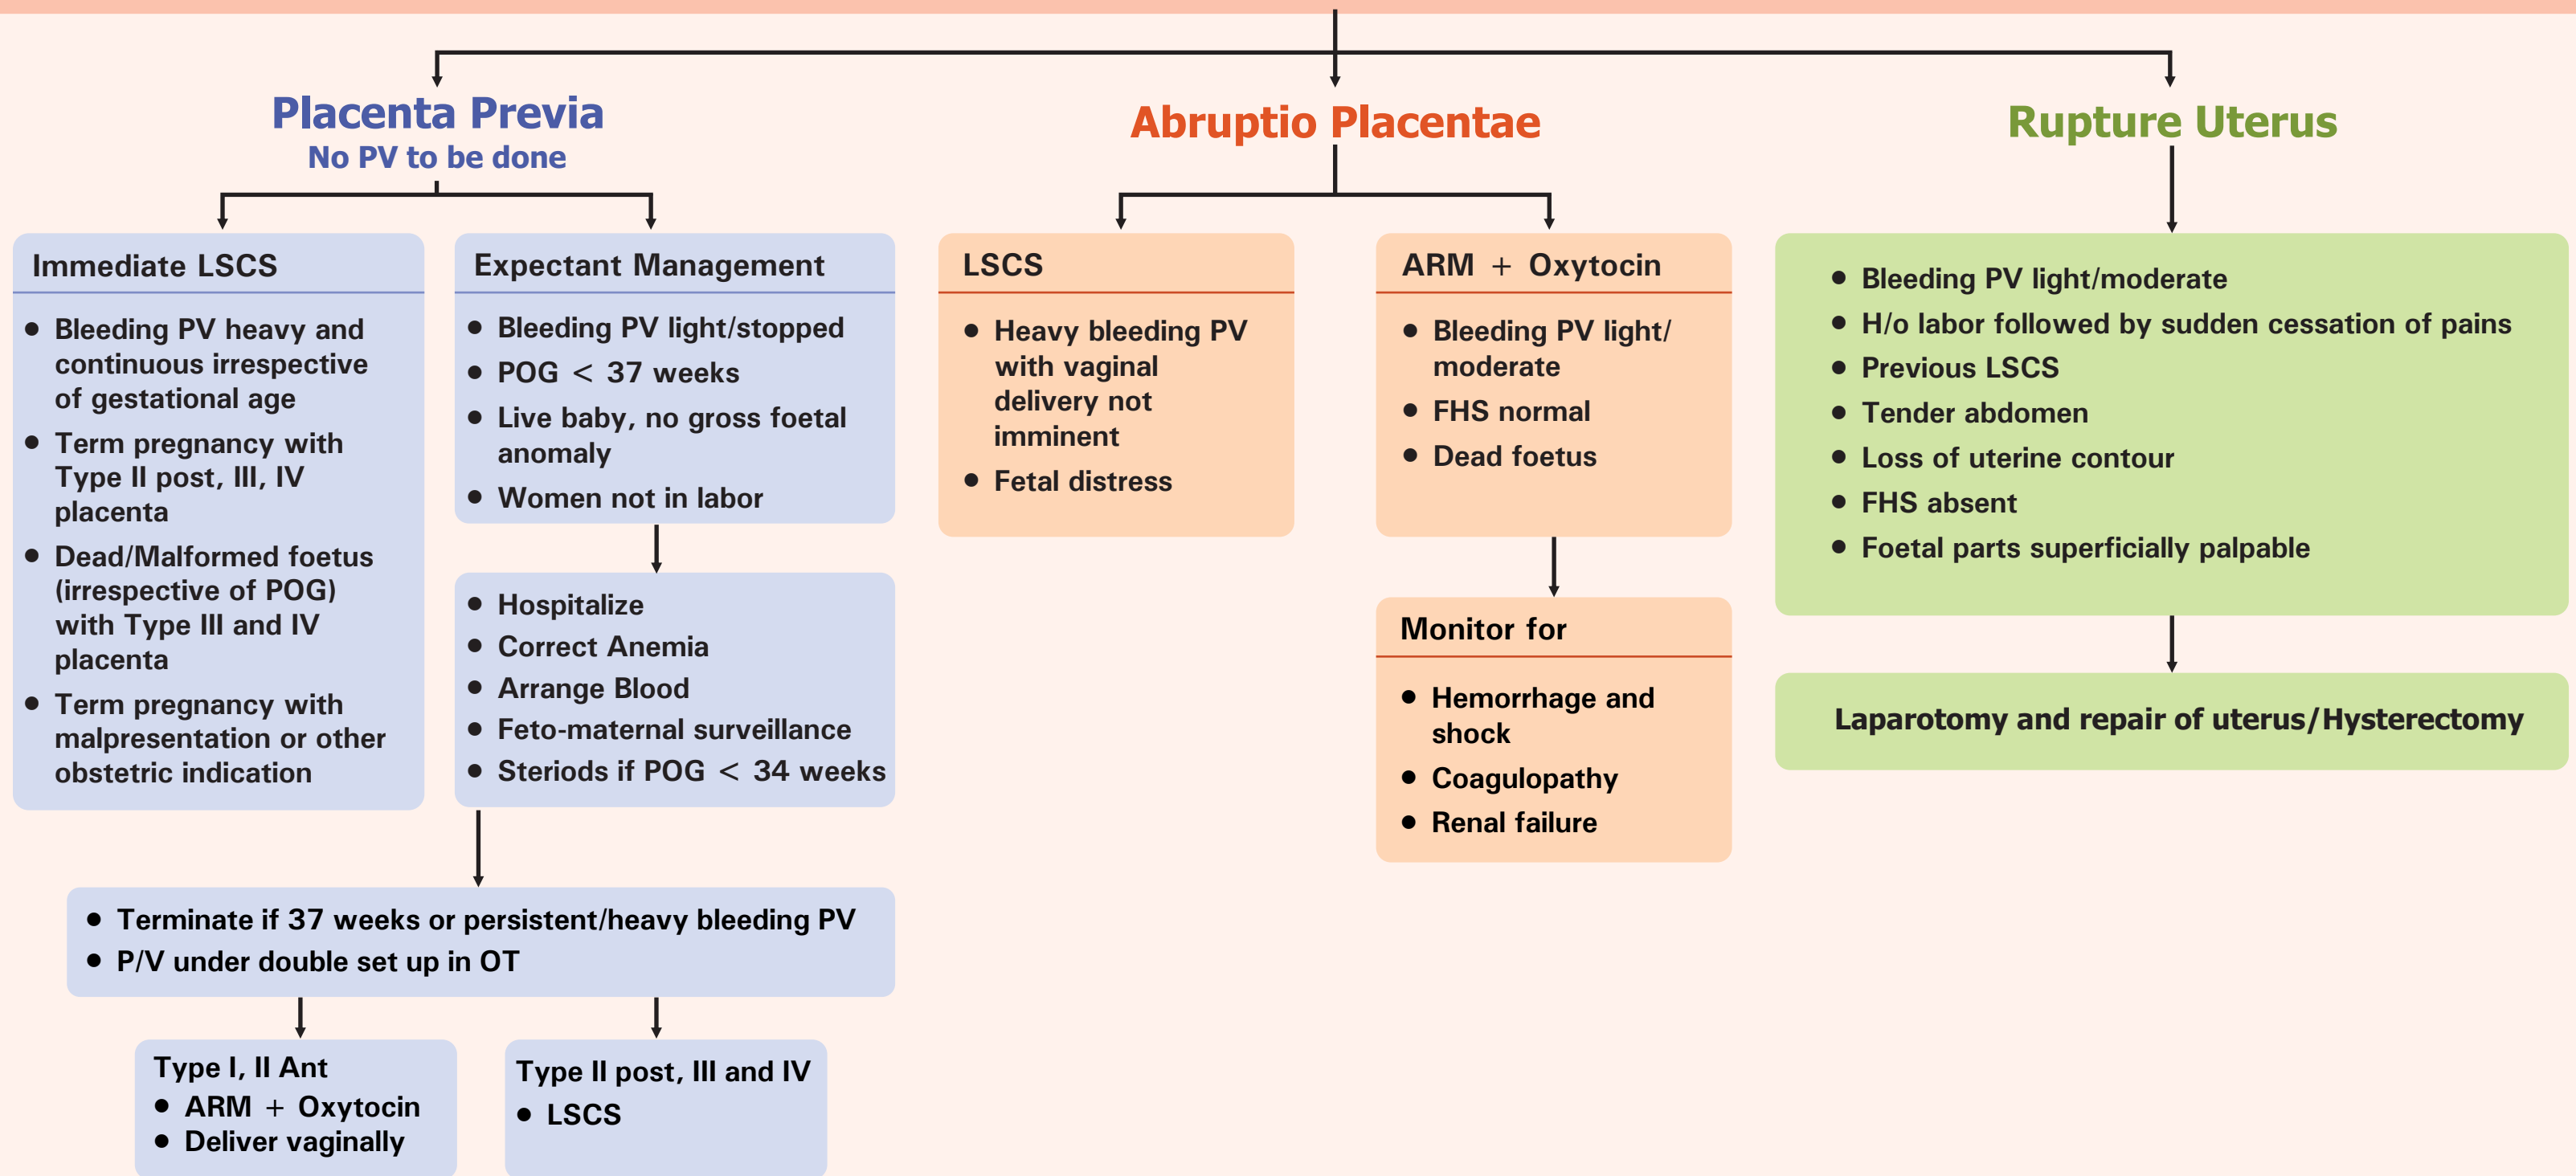 Placenta Previa
No PV to be done
Immediate LSCS
● Bleeding PV heavy and
continuous irrespective
of gestational age
● Term pregnancy with
Type II post, III, IV
placenta
● Dead/Malformed foetus
(irrespective of POG)
with Type III and IV
placenta
● Term pregnancy with
malpresentation or other
obstetric indication
Expectant Management
● Bleeding PV light/stopped
● POG < 37 weeks
● Live baby, no gross foetal
anomaly
● Women not in labor
● Hospitalize
● Correct Anemia
● Arrange Blood
● Feto-maternal surveillance
● Steriods if POG < 34 weeks
● Terminate if 37 weeks or persistent/heavy bleeding PV
● P/V under double set up in OT
Type I, II Ant
● ARM + Oxytocin
● Deliver vaginally
Type II post, III and IV
● LSCS
Abruptio Placentae
LSCS
● Heavy bleeding PV
with vaginal
delivery not
imminent
● Fetal distress
ARM + Oxytocin
● Bleeding PV light/
moderate
● FHS normal
● Dead foetus
Monitor for
● Hemorrhage and
shock
● Coagulopathy
● Renal failure
Rupture Uterus
● Bleeding PV light/moderate
● H/o labor followed by sudden cessation of pains
● Previous LSCS
● Tender abdomen
● Loss of uterine contour
● FHS absent
● Foetal parts superficially palpable
Laparotomy and repair of uterus/Hysterectomy